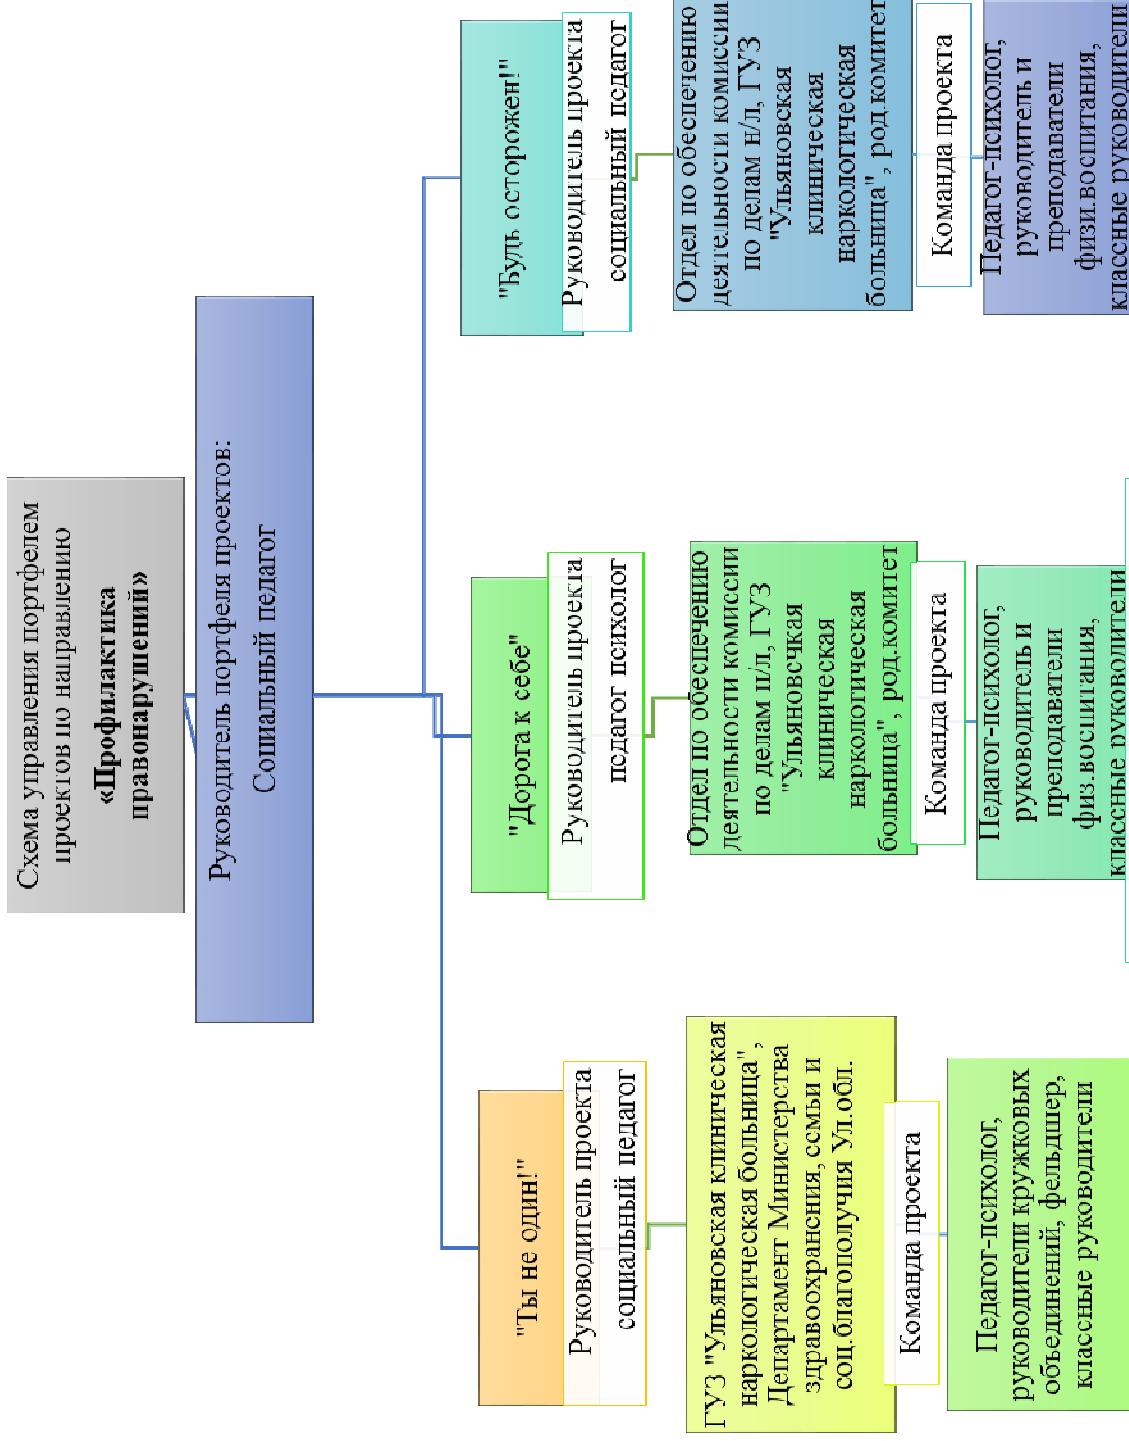 Схема управления портфелем
проектов по направлению
«Профилактика
правонарушений»
Руководитель портфеля проектов:
Социальный педагог
"Ты не один!"
Руководитель проекта
социальный педагог
ГУЗ "Ульяновская клиническая
наркологическая больница",
Департамент Министерства
здравоохранения, семьи и
соц.благополучия Ул.обл.
Команда проекта
Педагог-психолог,
руководители кружковых
объединений, фельдшер,
классные руководители
"Дорога к себе"
Руководитель проекта
педагог психолог
Отдел по обеспечению
деятельности комиссии
по делам п/л, ГУЗ
"Ульяновсчкая
клиническая
наркологическая
больница", род.комитет
Команда проекта
Педагог-психолог,
руководитель и
преподаватели
физ.воспитания,
классные руководители
"Будь осторожен!"
Руководитель проекта
социальный педагог
Отдел по обеспечению
деятельности комиссии
по делам н/л, ГУЗ
"Ульяновская
клиническая
наркологическая
больница", род.комитет
Команда проекта
Педагог-психолог,
руководитель и
преподаватели
физи.воспитания,
классные руководители